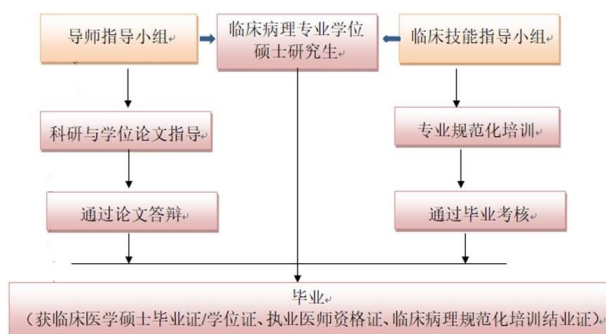 导师指导小组
临床病理专业学位
硕士研究生
临床技能指导小组
科研与学位论文指导
专业规范化培训
通过论文答辩
通过毕业考核
毕业
（获临床医学硕士毕业证/学位证、执业医师资格证、临床病理规范化培训结业证）